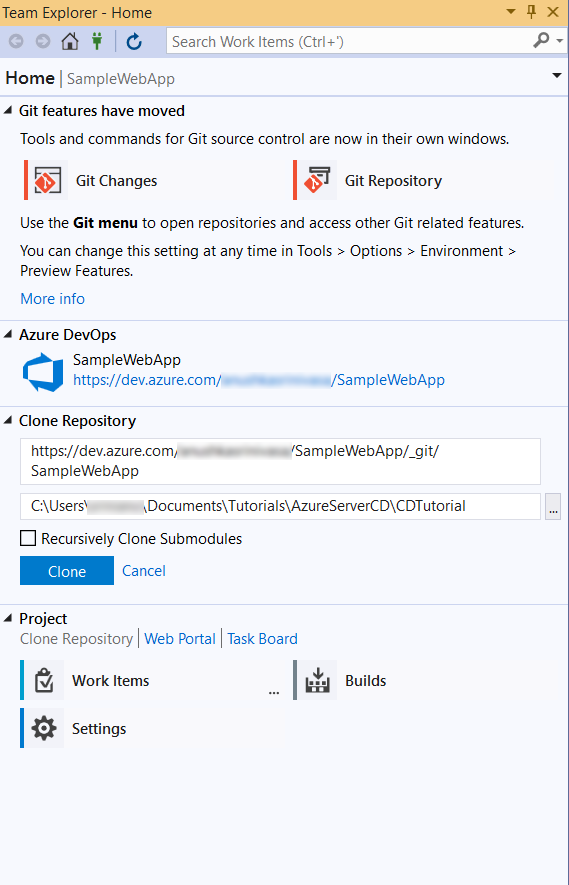 Team Explorer - Home
Search Work Items (Ctrl+')
Home | SampleWebApp
Git features have moved
Tools and commands for Git source control are now in their own windows.
Git Changes
Git Repository
Use the Git menu to open repositories and access other Git related features.
You can change this setting at any time in Tools > Options > Environment >
Preview Features.
More info
Azure DevOps
SampleWebApp
https://dev.azure.com/ /SampleWebApp
Clone Repository
https://dev.azure.com/ /SampleWebApp/_git/
SampleWebApp
C:\Users\ \Documents\Tutorials\AzureServerCD\CDTutorial
...
Recursively Clone Submodules
Clone
Cancel
Project
Clone Repository | Web Portal | Task Board
Work Items
...
Builds
Settings